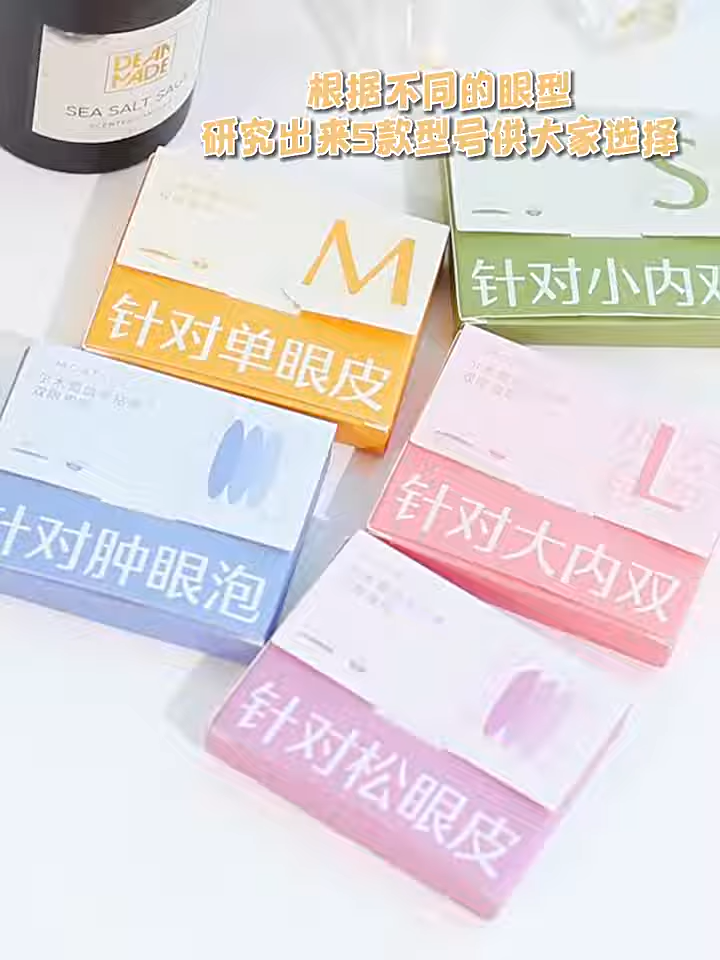 DEAN
MADE
SEA SALT SAG
根据不同的眼型
研究出来5款型号供大家选择
S
针对小内双
M
针对单眼皮
L
针对大内双
针对肿眼泡
针对松眼皮